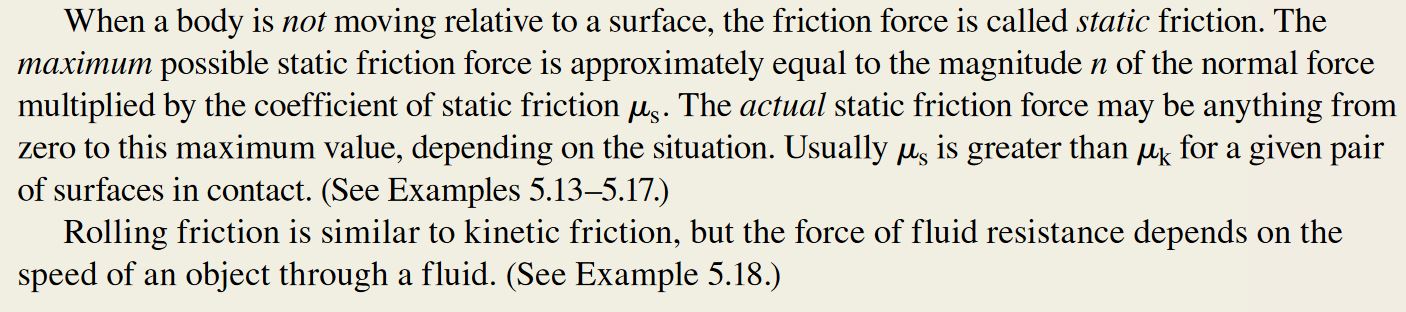 When a body is not moving relative to a surface, the friction force is called static friction. The
maximum possible static friction force is approximately equal to the magnitude n of the normal force
multiplied by the coefficient of static friction μs. The actual static friction force may be anything from
zero to this maximum value, depending on the situation. Usually μs is greater than μk for a given pair
of surfaces in contact. (See Examples 5.13–5.17.)
Rolling friction is similar to kinetic friction, but the force of fluid resistance depends on the
speed of an object through a fluid. (See Example 5.18.)